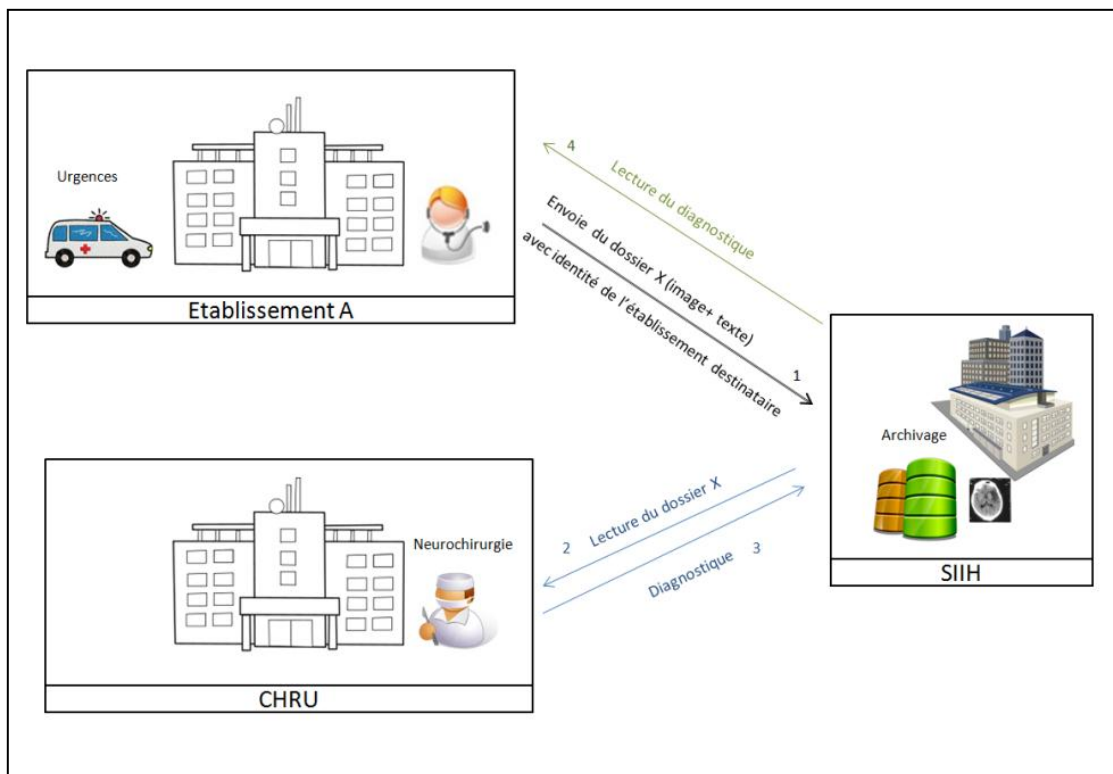 Urgences
Etablissement A
4
Lecture du diagnostique
Envoie du dossier X (image+ texte)
avec identité de l'établissement destinataire
1
Archivage
SIIH
Neurochirurgie
2
Lecture du dossier X
Diagnostique
3
CHRU